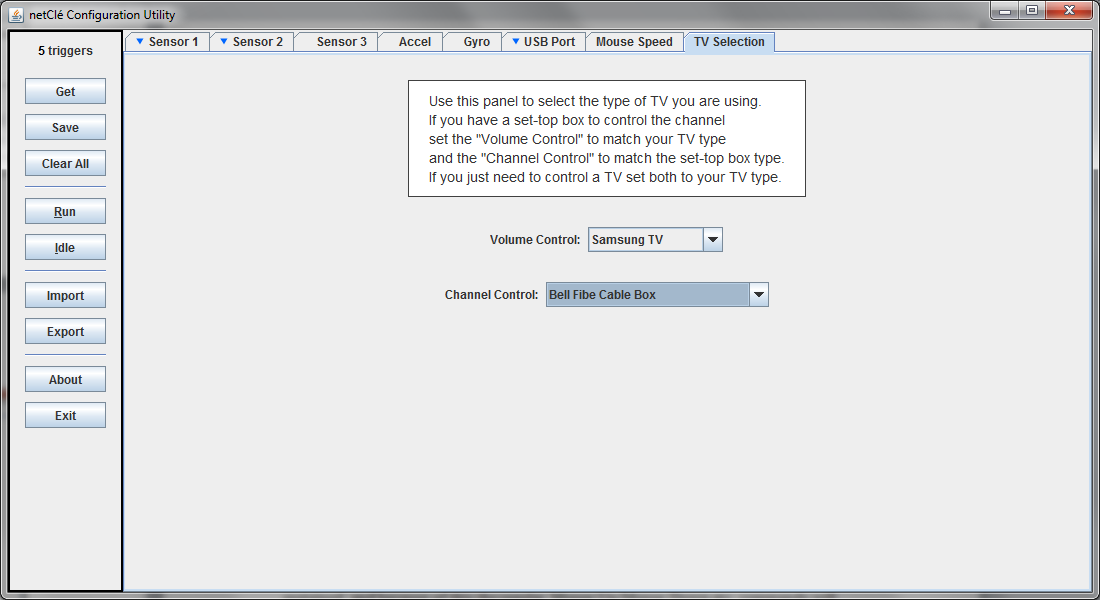 netClé Configuration Utility
5 triggers
Get
Save
Clear All
Run
Idle
Import
Export
About
Exit
Sensor 1 Sensor 2 Sensor 3 Accel Gyro USB Port Mouse Speed TV Selection
Use this panel to select the type of TV you are using.
If you have a set-top box to control the channel
set the "Volume Control" to match your TV type
and the "Channel Control" to match the set-top box type.
If you just need to control a TV set both to your TV type.
Volume Control: Samsung TV
Channel Control: Bell Fibe Cable Box